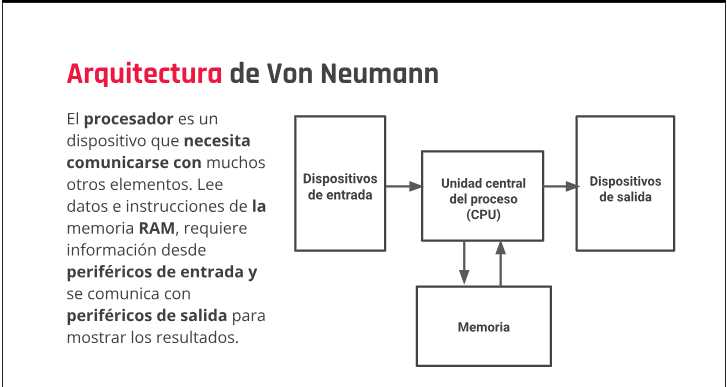 Arquitectura de Von Neumann
El procesador es un
dispositivo que necesita
comunicarse con muchos
otros elementos. Lee
datos e instrucciones de la
memoria RAM, requiere
información desde
periféricos de entrada y
se comunica con
periféricos de salida para
mostrar los resultados.
Dispositivos
de entrada
Unidad central
del proceso
(CPU)
Dispositivos
de salida
Memoria